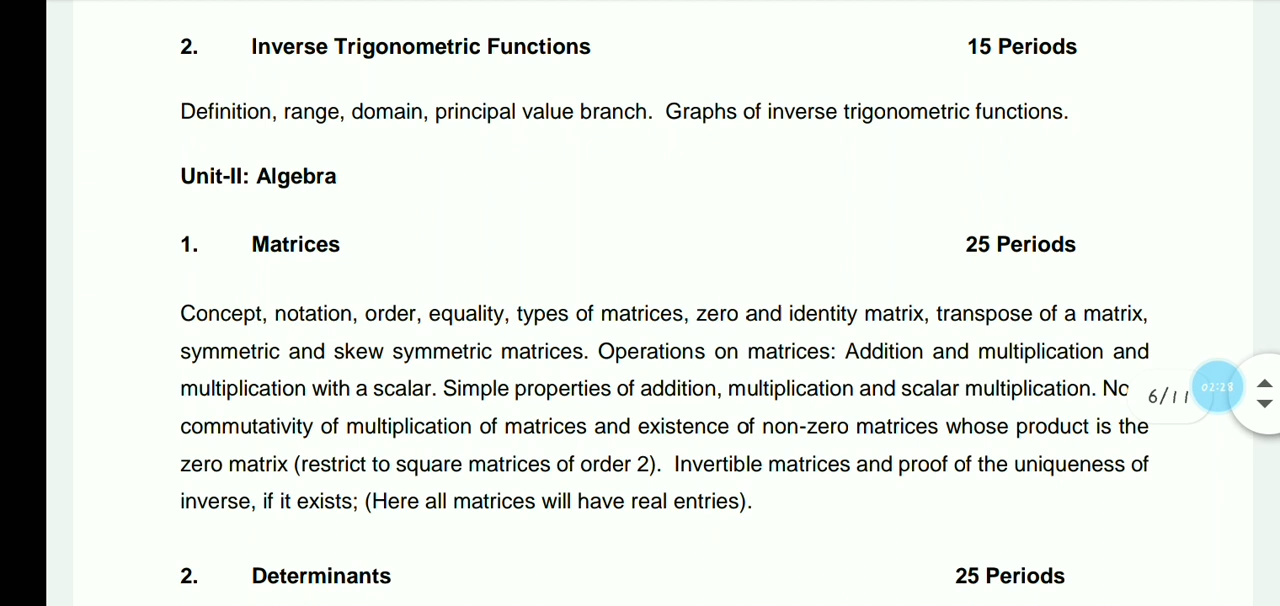 2. Inverse Trigonometric Functions 15 Periods
Definition, range, domain, principal value branch. Graphs of inverse trigonometric functions.
Unit-II: Algebra
1. Matrices 25 Periods
Concept, notation, order, equality, types of matrices, zero and identity matrix, transpose of a matrix,
symmetric and skew symmetric matrices. Operations on matrices: Addition and multiplication and
multiplication with a scalar. Simple properties of addition, multiplication and scalar multiplication.
6/11 02:28
commutativity of multiplication of matrices and existence of non-zero matrices whose product is the
zero matrix (restrict to square matrices of order 2). Invertible matrices and proof of the uniqueness of
inverse, if it exists; (Here all matrices will have real entries).
2. Determinants 25 Periods